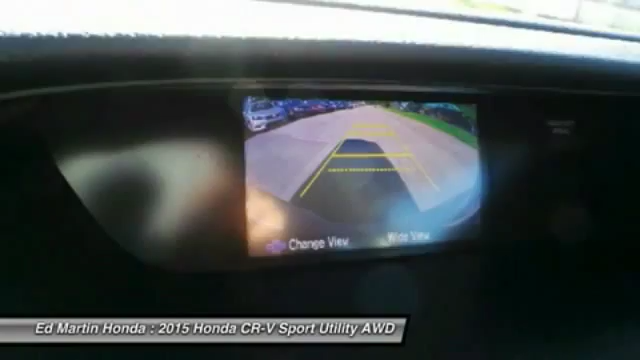 Change View
Wide View
Ed Martin Honda : 2015 Honda CR-V Sport Utility AWD